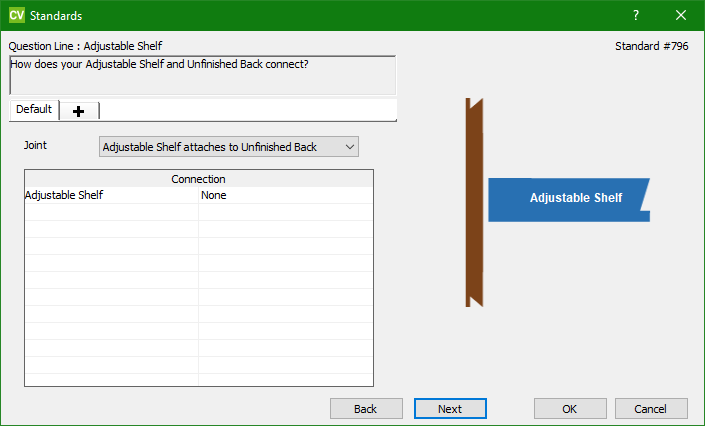 CV Standards ?
Question Line : Adjustable Shelf Standard #796
How does your Adjustable Shelf and Unfinished Back connect?
Default
Joint Adjustable Shelf attaches to Unfinished Back
Connection
Adjustable Shelf None
Adjustable Shelf
Back Next OK Cancel